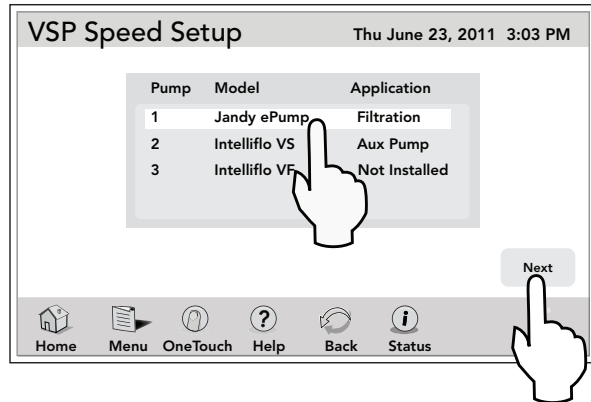 VSP Speed Setup Thu June 23, 2011 3:03 PM
Pump Model Application
1 Jandy ePump Filtration
2 Intelliflo VS Aux Pump
3 Intelliflo VF Not Installed
Next
Home Menu OneTouch ? Help Back i Status